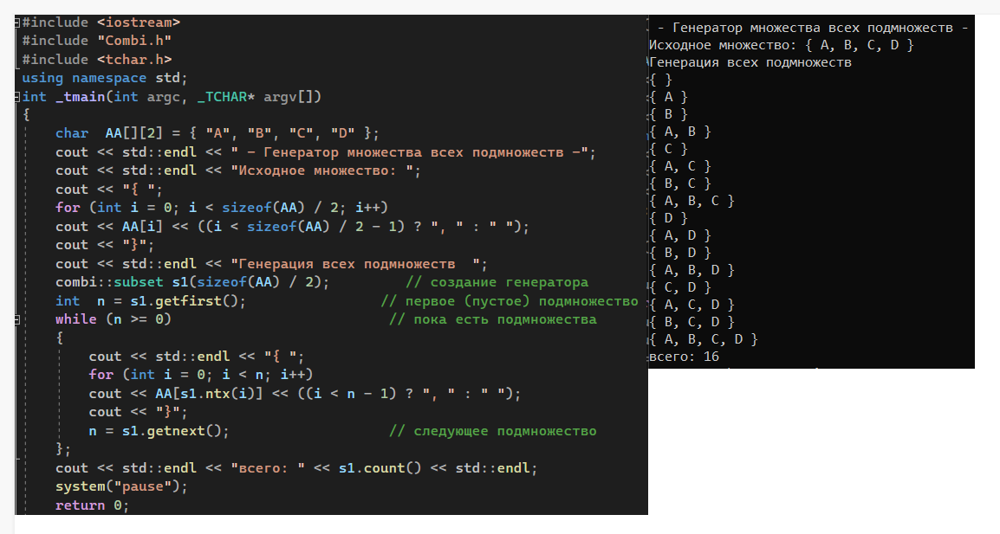 #include <iostream>
#include "Combi.h"
#include <tchar.h>
using namespace std;
int _tmain(int argc, _TCHAR* argv[])
{
char  AA[][2] = { "A", "B", "C", "D" };
cout << std::endl << " - Генератор множества всех подмножеств -";
cout << std::endl << "Исходное множество: ";
cout << "{ ";
for (int i = 0; i < sizeof(AA) / 2; i++)
cout << AA[i] << ((i < sizeof(AA) / 2 - 1) ? ", " : " ");
cout << "}";
cout << std::endl << "Генерация всех подмножеств  ";
combi::subset s1(sizeof(AA) / 2);         // создание генератора
int  n = s1.getfirst();                // первое (пустое) подмножество
while (n >= 0)                          // пока есть подмножества
{
cout << std::endl << "{ ";
for (int i = 0; i < n; i++)
cout << AA[s1.ntx(i)] << ((i < n - 1) ? ", " : " ");
cout << "}";
n = s1.getnext();                   // следующее подмножество
};
cout << std::endl << "всего: " << s1.count() << std::endl;
system("pause");
return 0;
- Генератор множества всех подмножеств -
Исходное множество: { A, B, C, D }
Генерация всех подмножеств
{ }
{ A }
{ B }
{ A, B }
{ C }
{ A, C }
{ B, C }
{ A, B, C }
{ D }
{ A, D }
{ B, D }
{ A, B, D }
{ C, D }
{ A, C, D }
{ B, C, D }
{ A, B, C, D }
всего: 16